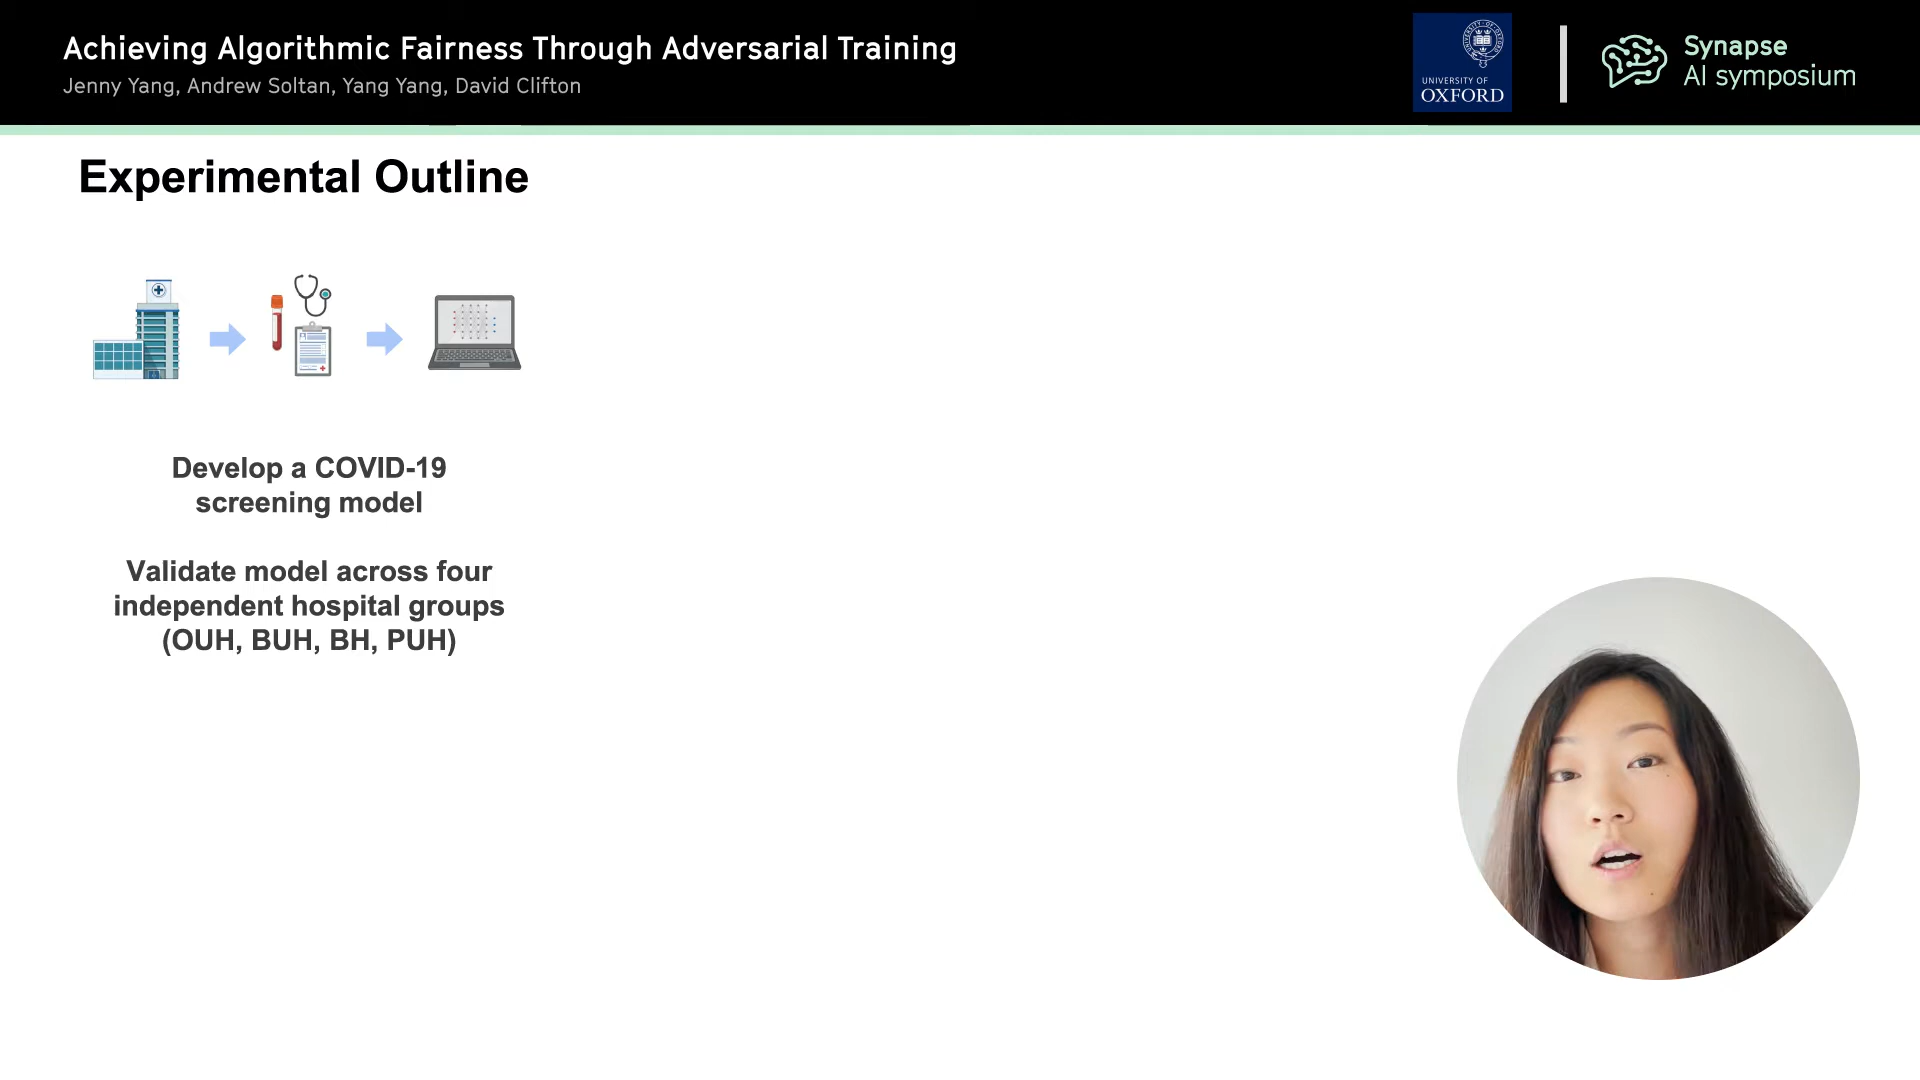 Achieving Algorithmic Fairness Through Adversarial Training
Jenny Yang, Andrew Soltan, Yang Yang, David Clifton
UNIVERSITY OF
OXFORD
Synapse
AI symposium
Experimental Outline
Develop a COVID-19
screening model
Validate model across four
independent hospital groups
(OUH, BUH, BH, PUH)